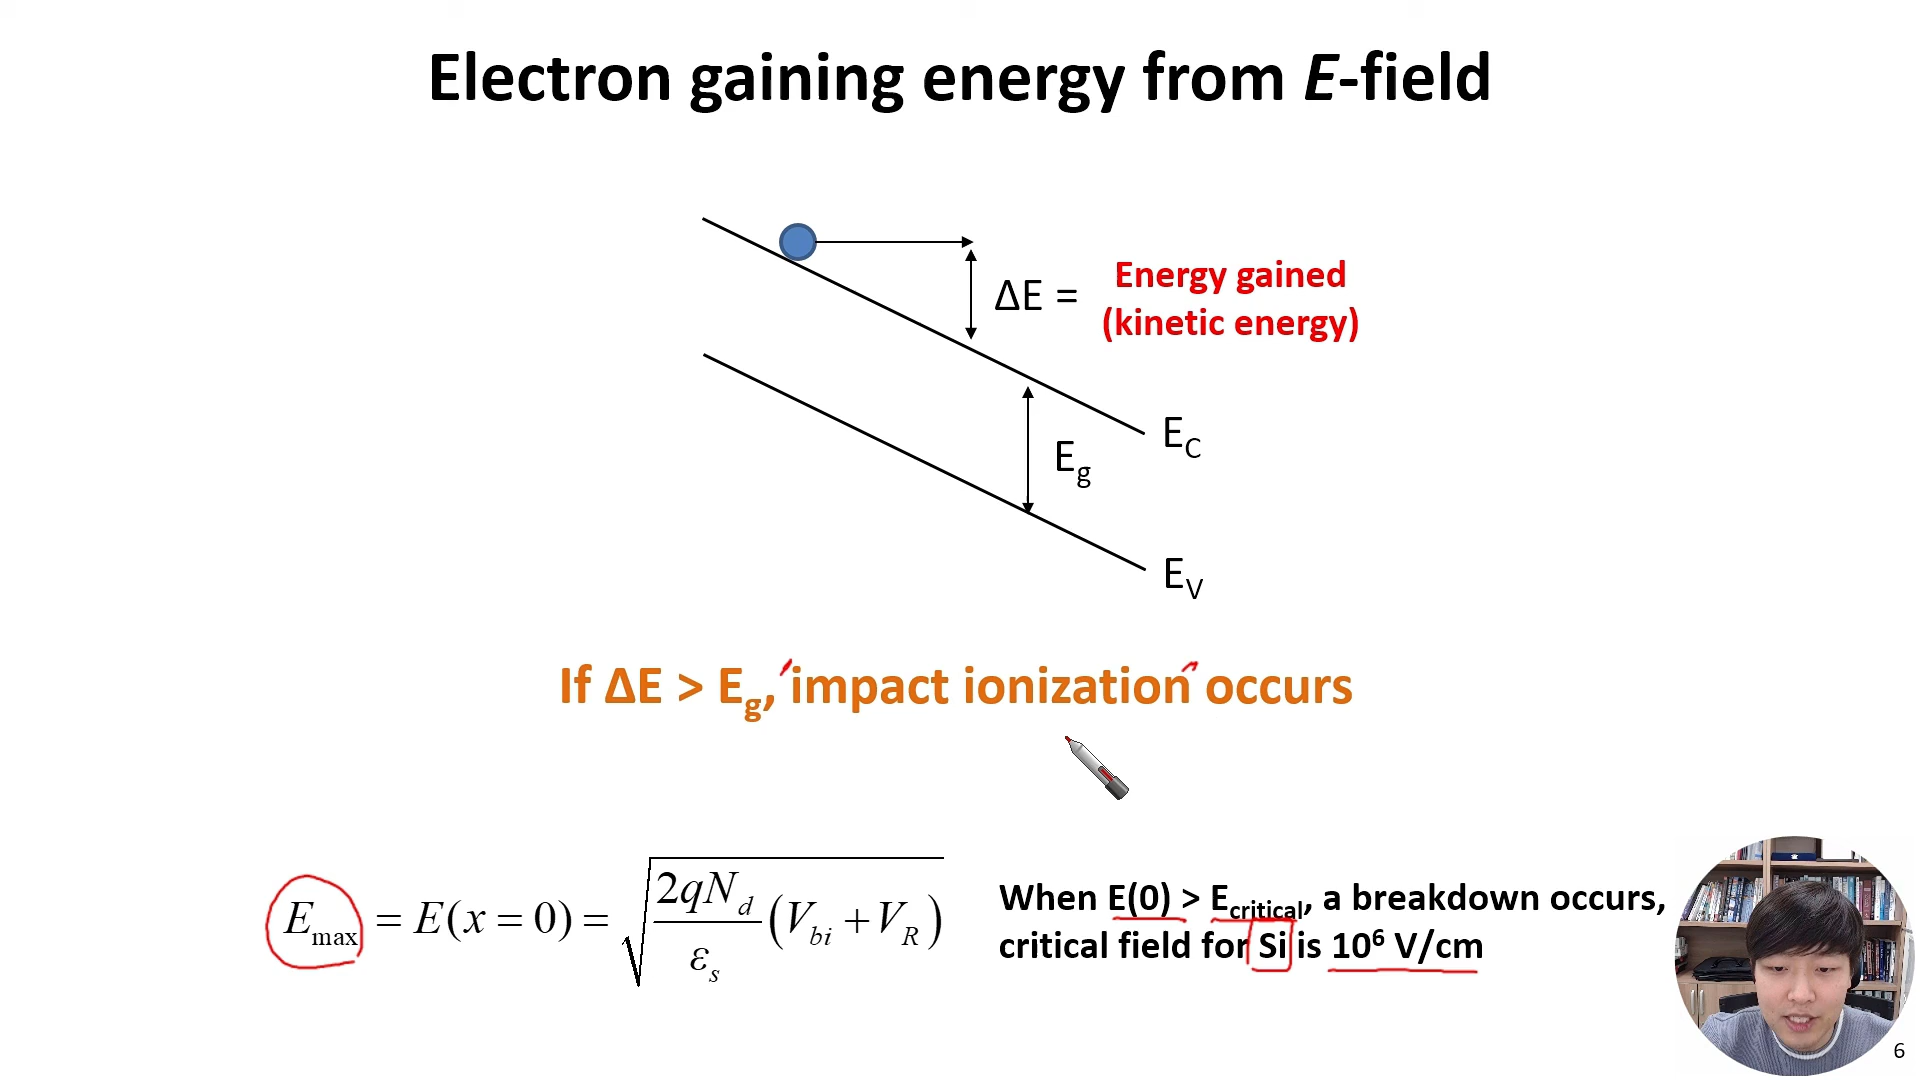 Electron gaining energy from E-field
ΔE =
Energy gained
(kinetic energy)
E_C
E_g
E_V
If ΔE > E_g, 'impact ionization' occurs
E_max = E(x = 0) = √(2qN_d/ε_s (V_bi + V_R))
When E(0) > E_critical, a breakdown occurs,
critical field for Si is 10⁶ V/cm
6